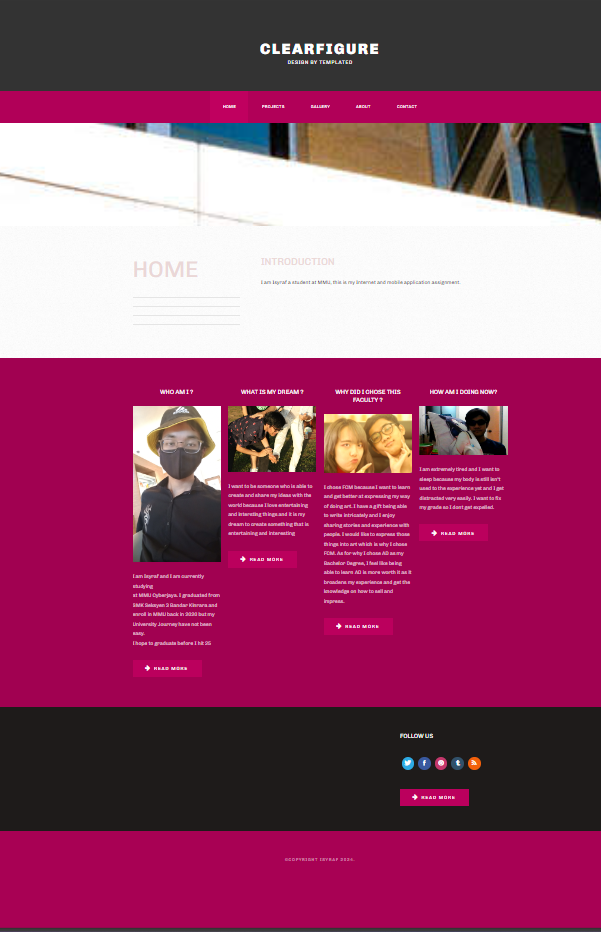 CLEARFIGURE
DESIGN BY TEMPLATED
HOME PROJECTS GALLERY ABOUT CONTACT
HOME
INTRODUCTION
I am Isyraf a student at MMU. this is my Internet and mobile application assignment
WHO AM I ?
I am Isyraf and I am currently
studying
at MMU Cyberjaya. I graduated from
SMK Seksyen 3 Bandar Kinrara and
enroll in MMU back in 2020 but my
University Journey have not been
easy.
I hope to graduate before I hit 25
READ MORE
WHAT IS MY DREAM ?
I want to be someone who is able to
create and share my ideas with the
world because I love entertaining
and interesting things and it is my
dream to create something that is
entertaining and interesting
READ MORE
WHY DID I CHOSE THIS
FACULTY ?
I chose FCM because I want to learn
and get better at expressing my way
of doing art. I have a gift being able
to write intricately and I enjoy
sharing stories and experience with
people. I would like to express those
things into art which is why I chose
FCM. As for why I chose AD as my
Bachelor Degree, I feel like being
able to learn AD is more worth it as it
broadens my experience and get the
knowledge on how to sell and
impress.
READ MORE
HOW AM I DOING NOW?
I am extremely tired and I want to
sleep because my body is still isn't
used to the experience yet and I get
distracted very easily. I want to fix
my grade so I dont get expelled.
READ MORE
FOLLOW US
READ MORE
©COPYRIGHT ISYRAF 2024.